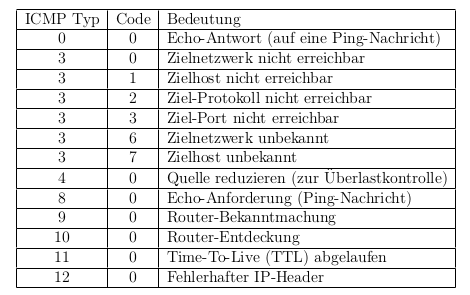 ICMP Typ Code Bedeutung
0 0 Echo-Antwort (auf eine Ping-Nachricht)
3 0 Zielnetzwerk nicht erreichbar
3 1 Zielhost nicht erreichbar
3 2 Ziel-Protokoll nicht erreichbar
3 3 Ziel-Port nicht erreichbar
3 6 Zielnetzwerk unbekannt
3 7 Zielhost unbekannt
4 0 Quelle reduzieren (zur Überlastkontrolle)
8 0 Echo-Anforderung (Ping-Nachricht)
9 0 Router-Bekanntmachung
10 0 Router-Entdeckung
11 0 Time-To-Live (TTL) abgelaufen
12 0 Fehlerhafter IP-Header